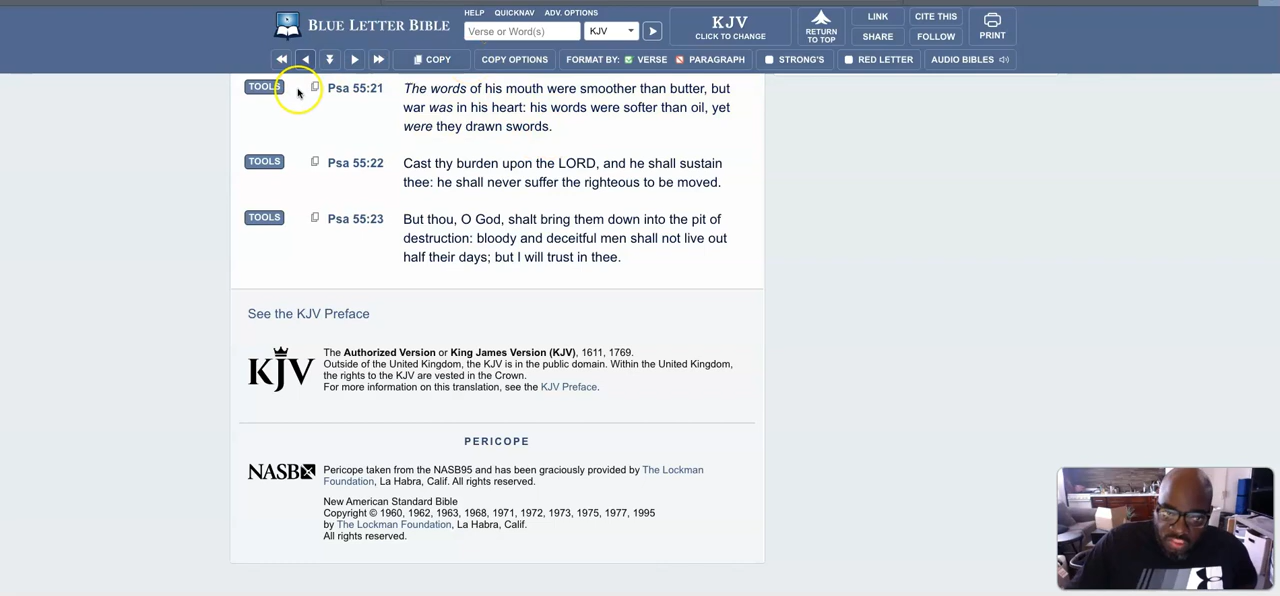 HELP QUICKNAV ADV. OPTIONS
BLUE LETTER BIBLE
Verse or Word(s)
KJV
KJV
CLICK TO CHANGE
RETURN
TO TOP
LINK
CITE THIS
SHARE
FOLLOW
PRINT
COPY
COPY OPTIONS
FORMAT BY: VERSE PARAGRAPH
STRONG'S
RED LETTER
AUDIO BIBLES
TOOLS Psa 55:21 The words of his mouth were smoother than butter, but
war was in his heart: his words were softer than oil, yet
were they drawn swords.
TOOLS Psa 55:22 Cast thy burden upon the LORD, and he shall sustain
thee: he shall never suffer the righteous to be moved.
TOOLS Psa 55:23 But thou, O God, shalt bring them down into the pit of
destruction: bloody and deceitful men shall not live out
half their days; but I will trust in thee.
See the KJV Preface
KJV
The Authorized Version or King James Version (KJV), 1611, 1769.
Outside of the United Kingdom, the KJV is in the public domain. Within the United Kingdom,
the rights to the KJV are vested in the Crown.
For more information on this translation, see the KJV Preface.
PERICOPE
NASB
Pericope taken from the NASB95 and has been graciously provided by The Lockman
Foundation, La Habra, Calif. All rights reserved.
New American Standard Bible
Copyright © 1960, 1962, 1963, 1968, 1971, 1972, 1973, 1975, 1977, 1995
by The Lockman Foundation, La Habra, Calif.
All rights reserved.